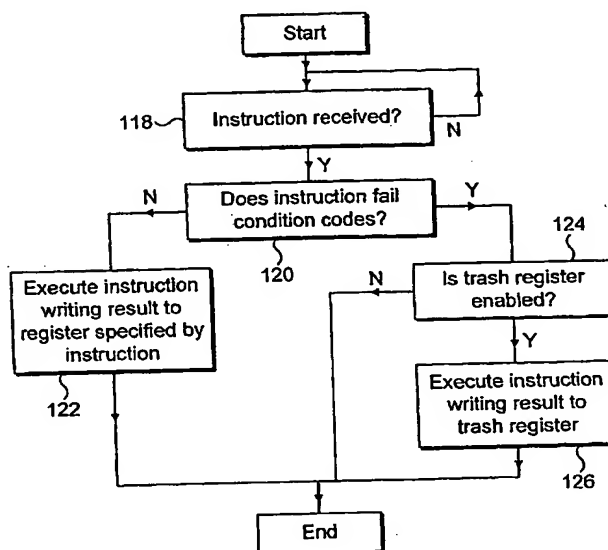 Start
118
Instruction received?
N
Y
N
Does instruction fail
condition codes?
Y
120
124
Execute instruction
writing result to
register specified by
instruction
122
N
Is trash register
enabled?
Y
Execute instruction
writing result to
trash register
126
End